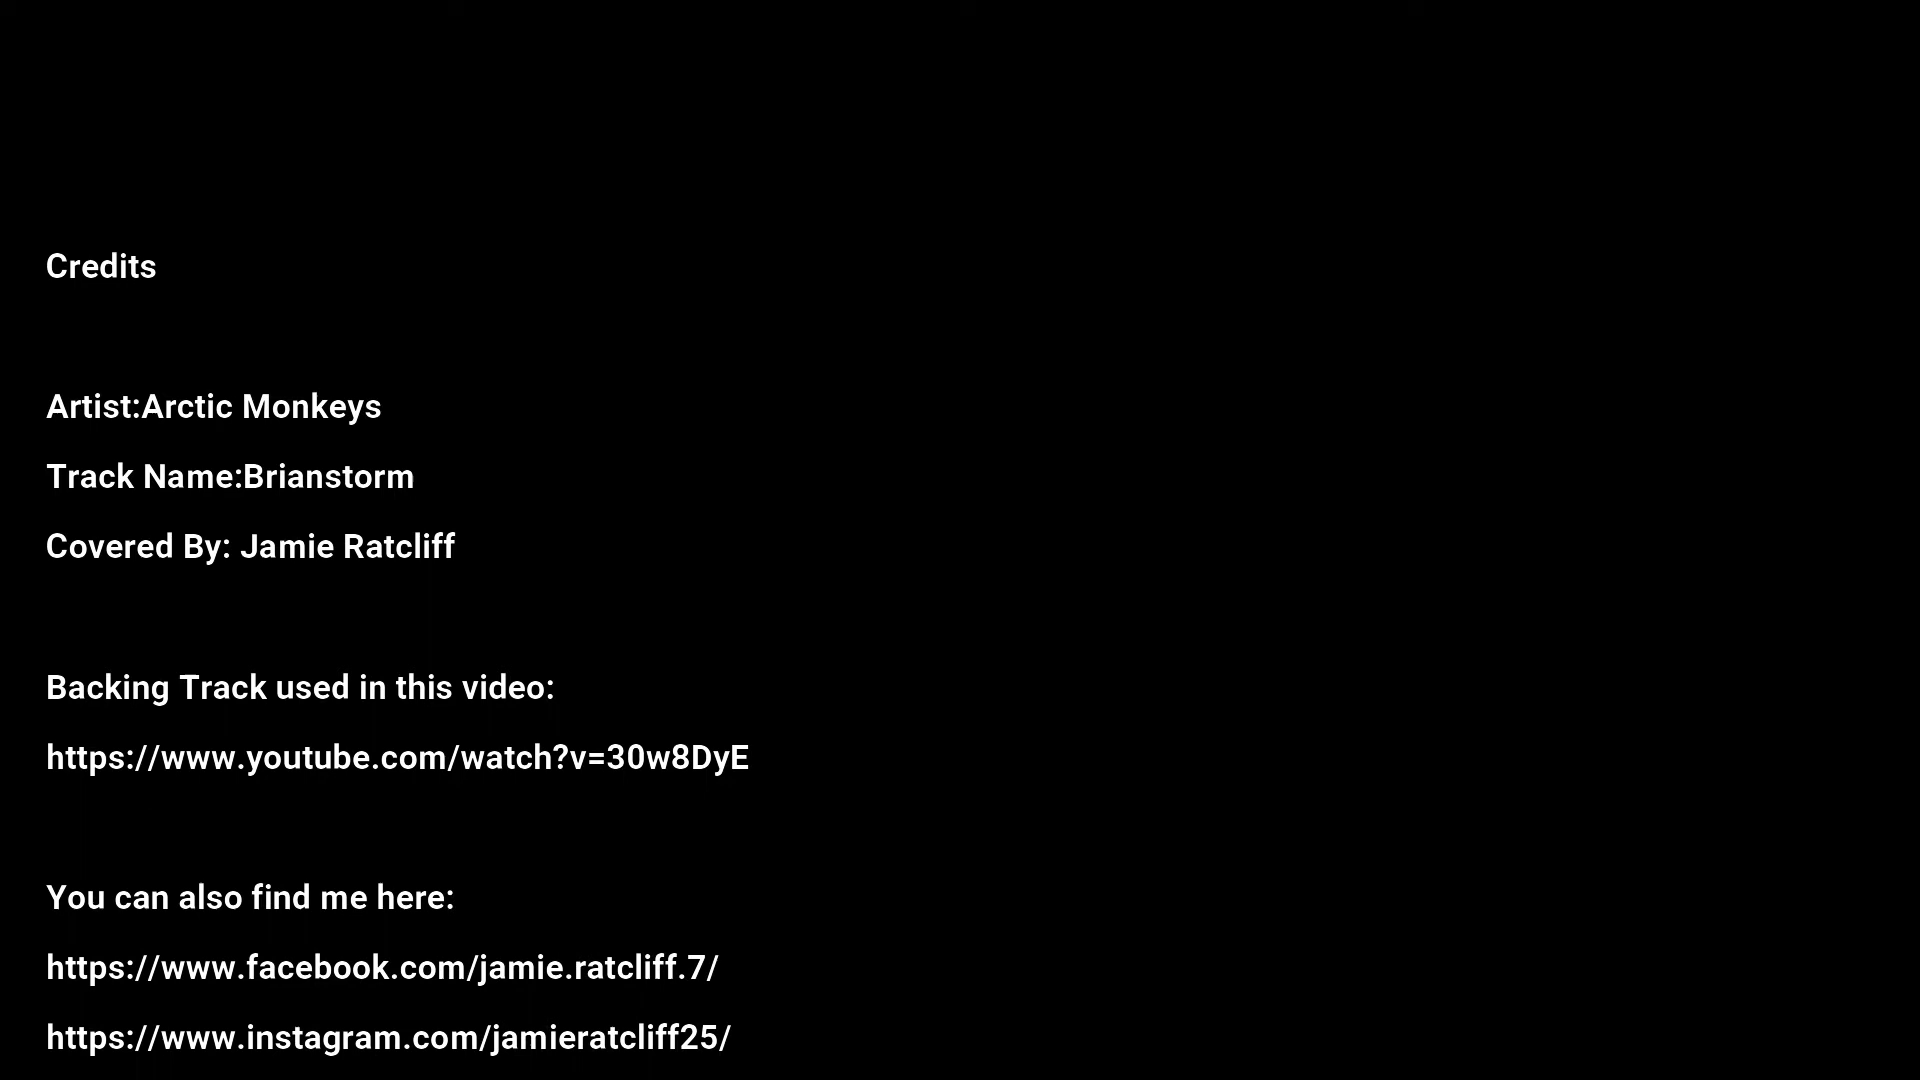 Credits
Artist:Arctic Monkeys
Track Name:Brianstorm
Covered By: Jamie Ratcliff
Backing Track used in this video:
https://www.youtube.com/watch?v=30w8DyE
You can also find me here:
https://www.facebook.com/jamie.ratcliff.7/
https://www.instagram.com/jamieratcliff25/